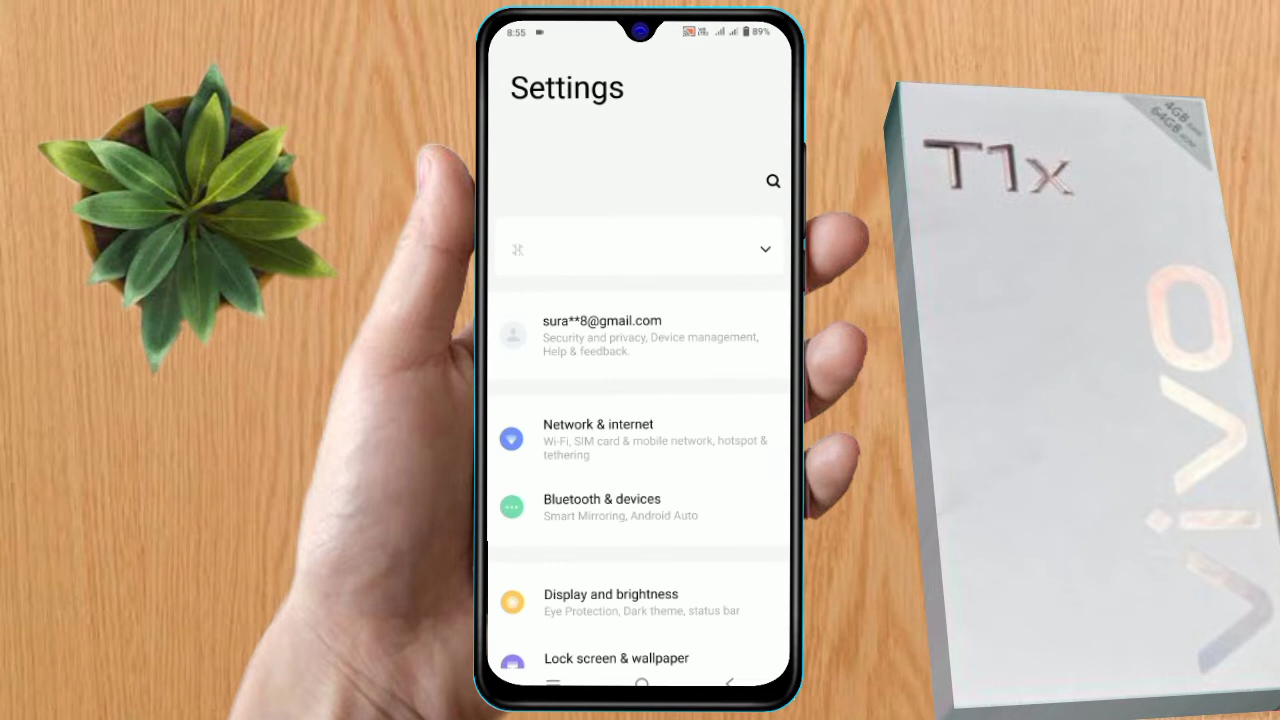 8:55
89%
Settings
sura**8@gmail.com
Security and privacy, Device management,
Help & feedback.
Network & internet
Wi-Fi, SIM card & mobile network, hotspot &
tethering
Bluetooth & devices
Smart Mirroring, Android Auto
Display and brightness
Eye Protection, Dark theme, status bar
Lock screen & wallpaper
4GB RAM
64GB ROM
T1x
vivo